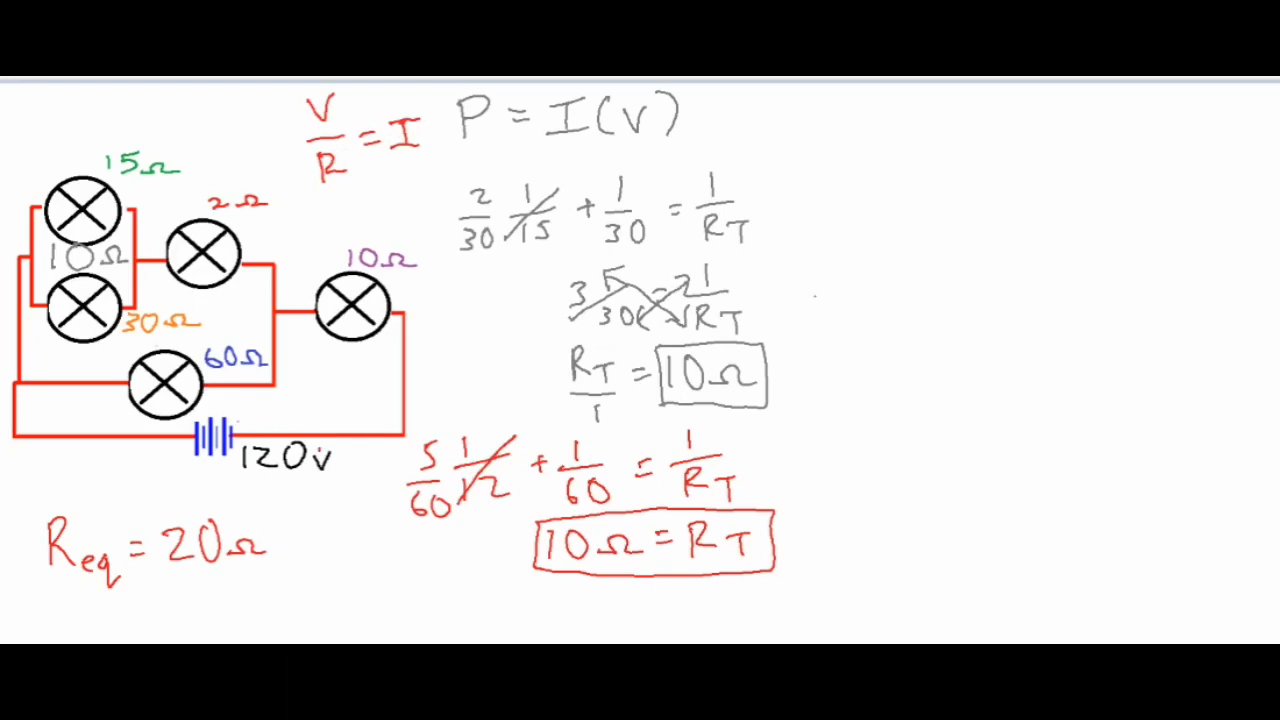 V/R = I
P = I(V)
15Ω
2Ω
10Ω
10Ω
30Ω
60Ω
120v
2/30 1/15 + 1/30 = 1/RT
3 = 1/RT
RT/1 = 10Ω
5/60 1/12 + 1/60 = 1/RT
10Ω = RT
Req = 20Ω